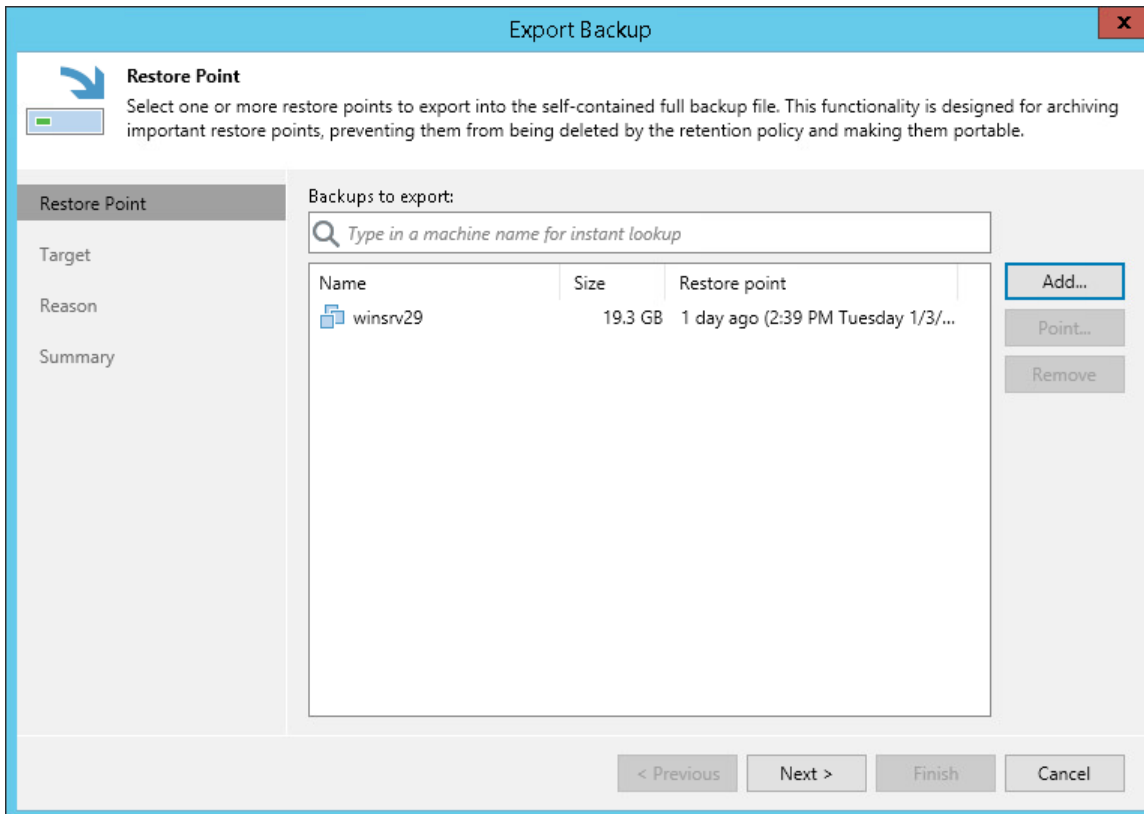 Export Backup
x
Restore Point
Select one or more restore points to export into the self-contained full backup file. This functionality is designed for archiving
important restore points, preventing them from being deleted by the retention policy and making them portable.
Restore Point
Target
Reason
Summary
Backups to export:
Type in a machine name for instant lookup
Name Size Restore point
winsrv29 19.3 GB 1 day ago (2:39 PM Tuesday 1/3/...
Add...
Point...
Remove
< Previous Next > Finish Cancel